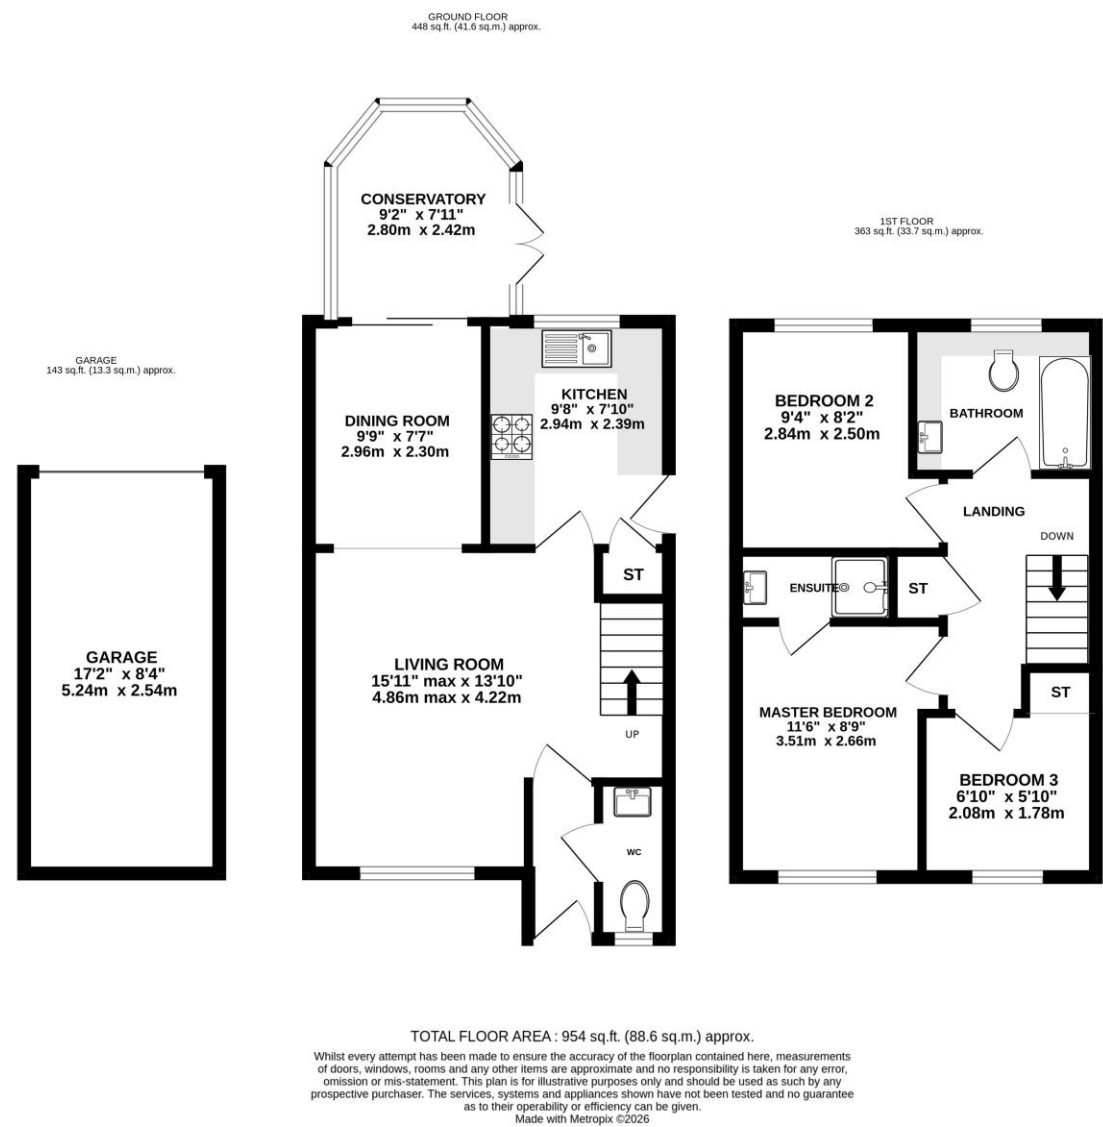 GROUND FLOOR
448 sq.ft. (41.6 sq.m.) approx.
CONSERVATORY
9'2" x 7'11"
2.80m x 2.42m
1ST FLOOR
363 sq.ft. (33.7 sq.m.) approx.
GARAGE
143 sq.ft. (13.3 sq.m.) approx.
KITCHEN
9'8" x 7'10"
2.94m x 2.39m
DINING ROOM
9'9" x 7'7"
2.96m x 2.30m
BEDROOM 2
9'4" x 8'2"
2.84m x 2.50m
BATHROOM
LANDING
DOWN
ST
ENSUITE
ST
GARAGE
17'2" x 8'4"
5.24m x 2.54m
LIVING ROOM
15'11" max x 13'10"
4.86m max x 4.22m
UP
ST
MASTER BEDROOM
11'6" x 8'9"
3.51m x 2.66m
BEDROOM 3
6'10" x 5'10"
2.08m x 1.78m
WC
TOTAL FLOOR AREA : 954 sq.ft. (88.6 sq.m.) approx.
Whilst every attempt has been made to ensure the accuracy of the floorplan contained here, measurements
of doors, windows, rooms and any other items are approximate and no responsibility is taken for any error,
omission or mis-statement. This plan is for illustrative purposes only and should be used as such by any
prospective purchaser. The services, systems and appliances shown have not been tested and no guarantee
as to their operability or efficiency can be given.
Made with Metropix ©2026